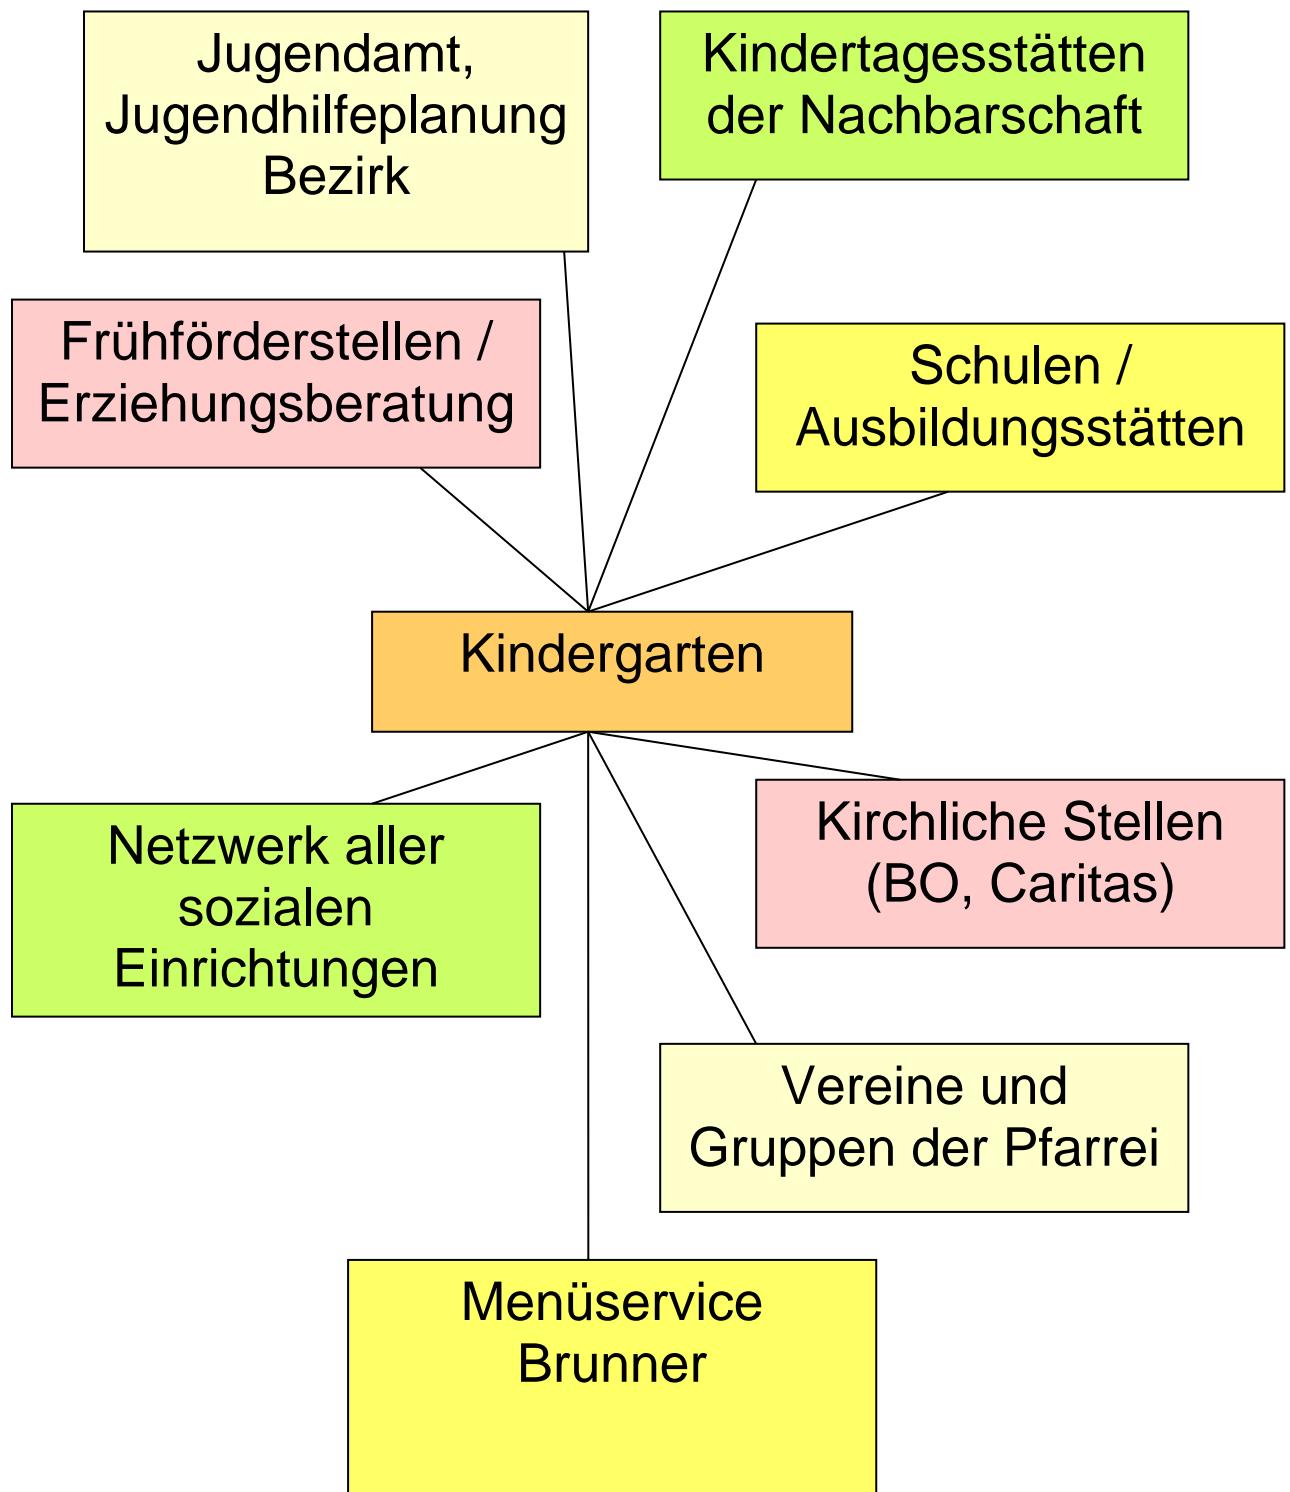 Jugendamt,
Jugendhilfeplanung
Bezirk
Kindertagesstätten
der Nachbarschaft
Frühförderstellen /
Erziehungsberatung
Schulen /
Ausbildungsstätten
Kindergarten
Netzwerk aller
sozialen
Einrichtungen
Kirchliche Stellen
(BO, Caritas)
Vereine und
Gruppen der Pfarrei
Menüservice
Brunner